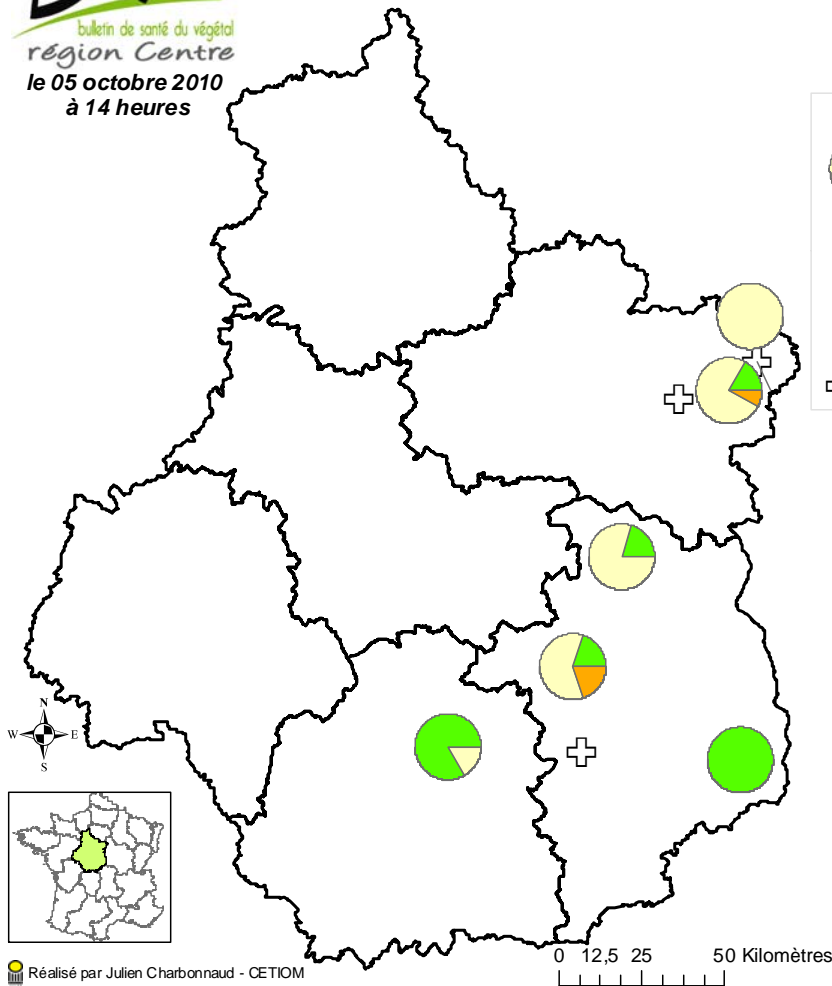 bulletin de santé du végétal
région Centre
le 05 octobre 2010
à 14 heures
N
W E
S
0 12,5 25 50 Kilomètres
Réalisé par Julien Charbonnaud - CETIOM